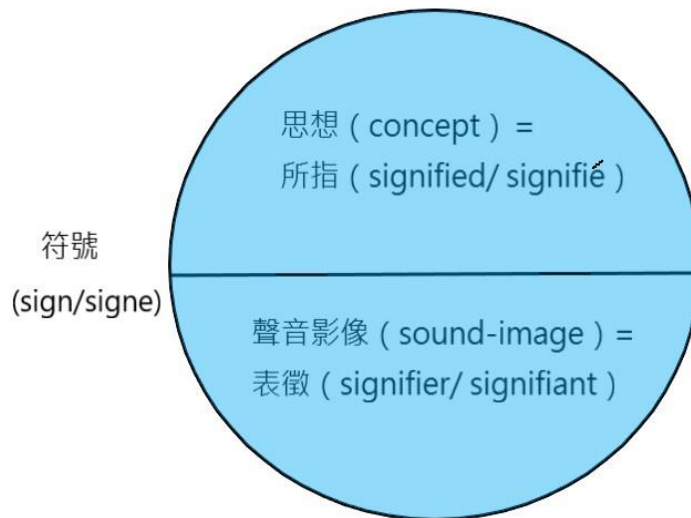 思想 ( concept ) =
所指 ( signified/ signifié )
符號
(sign/signe)
聲音影像 ( sound-image ) =
表徵 ( signifier/ signifiant )